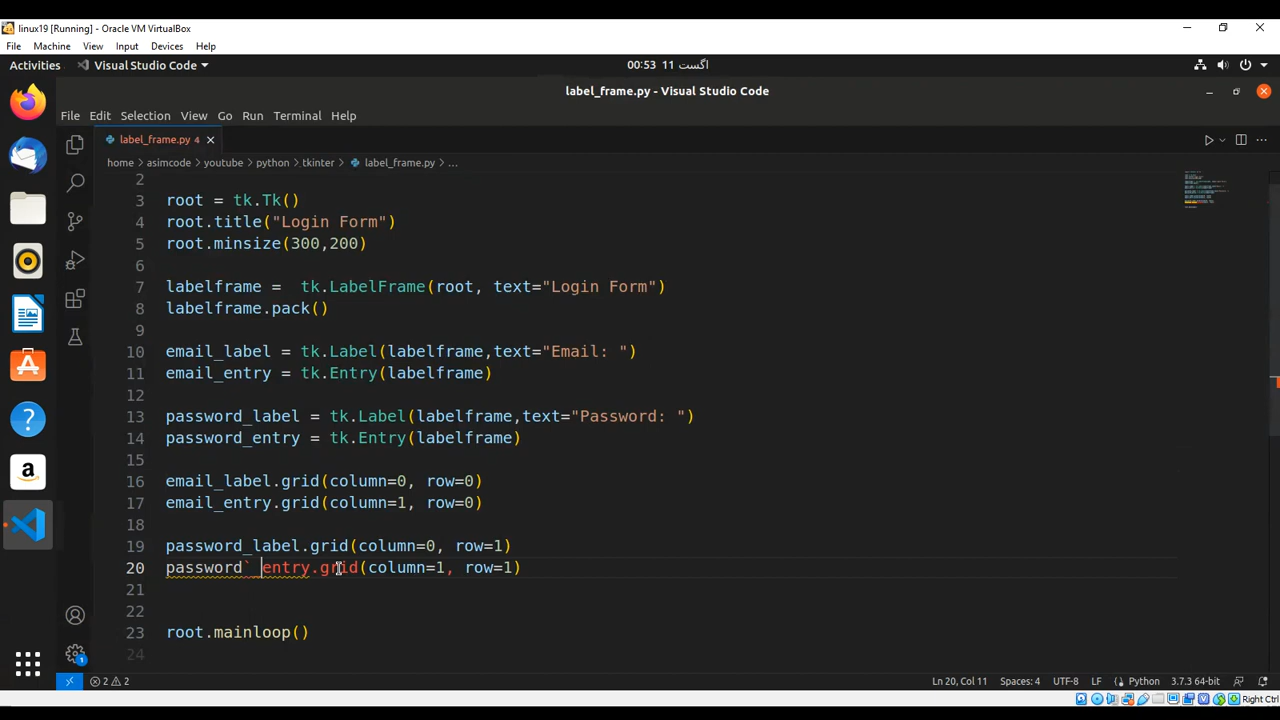 linux19 [Running] - Oracle VM VirtualBox
File Machine View Input Devices Help
Activities Visual Studio Code 00:53 11 اگست
label_frame.py - Visual Studio Code
File Edit Selection View Go Run Terminal Help
label_frame.py 4
home > asimcode > youtube > python > tkinter > label_frame.py > ...
2
3 root = tk.Tk()
4 root.title("Login Form")
5 root.minsize(300,200)
6
7 labelframe =  tk.LabelFrame(root, text="Login Form")
8 labelframe.pack()
9
10 email_label = tk.Label(labelframe,text="Email: ")
11 email_entry = tk.Entry(labelframe)
12
13 password_label = tk.Label(labelframe,text="Password: ")
14 password_entry = tk.Entry(labelframe)
15
16 email_label.grid(column=0, row=0)
17 email_entry.grid(column=1, row=0)
18
19 password_label.grid(column=0, row=1)
20 password`_entry.grid(column=1, row=1)
21
22
23 root.mainloop()
24
2 2 Ln 20, Col 11 Spaces: 4 UTF-8 LF Python 3.7.3 64-bit
Right Ctrl